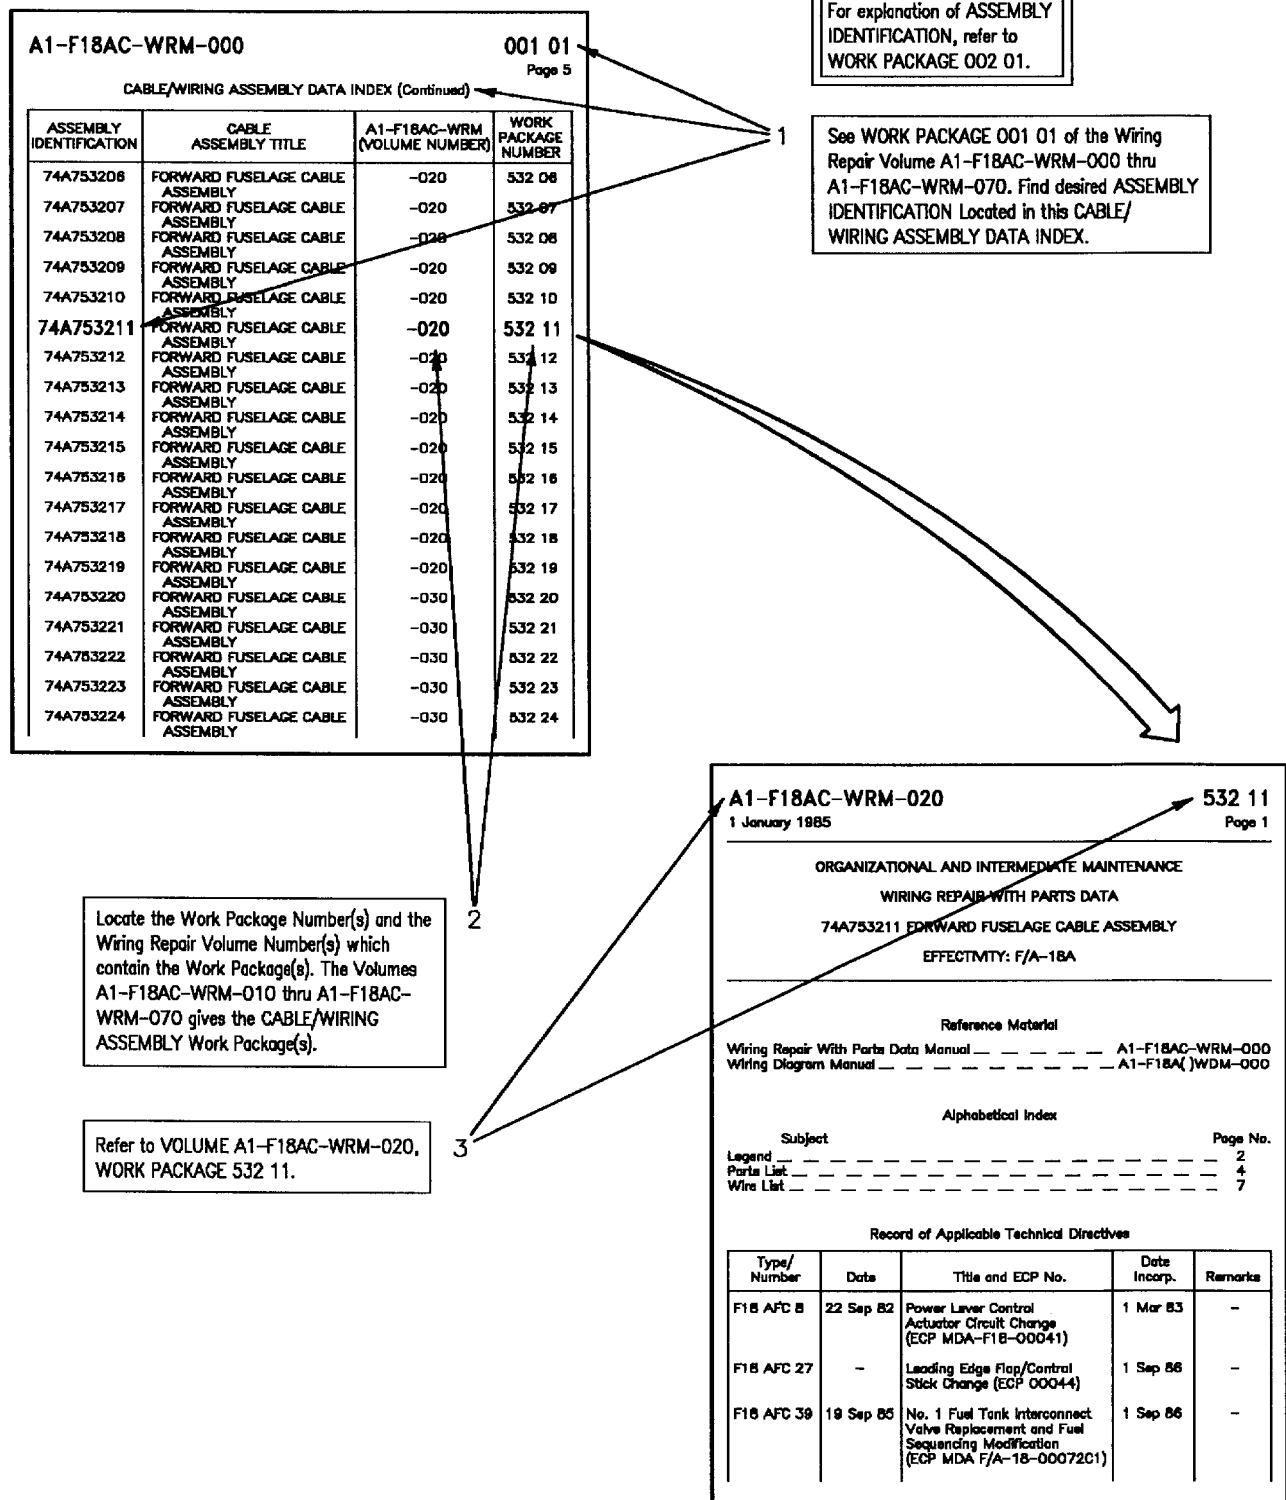 For explanation of ASSEMBLY
IDENTIFICATION, refer to
WORK PACKAGE 002 01.
A1-F18AC-WRM-000 001 01
Page 5
CABLE/WIRING ASSEMBLY DATA INDEX (Continued)
ASSEMBLY IDENTIFICATION CABLE ASSEMBLY TITLE A1-F18AC-WRM (VOLUME NUMBER) WORK PACKAGE NUMBER
74A753206 FORWARD FUSELAGE CABLE -020 532 06
ASSEMBLY
74A753207 FORWARD FUSELAGE CABLE -020 532 07
ASSEMBLY
74A753208 FORWARD FUSELAGE CABLE -020 532 08
ASSEMBLY
74A753209 FORWARD FUSELAGE CABLE -020 532 09
ASSEMBLY
74A753210 FORWARD FUSELAGE CABLE -020 532 10
ASSEMBLY
74A753211 FORWARD FUSELAGE CABLE -020 532 11
ASSEMBLY
74A753212 FORWARD FUSELAGE CABLE -020 532 12
ASSEMBLY
74A753213 FORWARD FUSELAGE CABLE -020 532 13
ASSEMBLY
74A753214 FORWARD FUSELAGE CABLE -020 532 14
ASSEMBLY
74A753215 FORWARD FUSELAGE CABLE -020 532 15
ASSEMBLY
74A753216 FORWARD FUSELAGE CABLE -020 532 16
ASSEMBLY
74A753217 FORWARD FUSELAGE CABLE -020 532 17
ASSEMBLY
74A753218 FORWARD FUSELAGE CABLE -020 532 18
ASSEMBLY
74A753219 FORWARD FUSELAGE CABLE -020 532 19
ASSEMBLY
74A753220 FORWARD FUSELAGE CABLE -030 532 20
ASSEMBLY
74A753221 FORWARD FUSELAGE CABLE -030 532 21
ASSEMBLY
74A753222 FORWARD FUSELAGE CABLE -030 532 22
ASSEMBLY
74A753223 FORWARD FUSELAGE CABLE -030 532 23
ASSEMBLY
74A753224 FORWARD FUSELAGE CABLE -030 532 24
ASSEMBLY
1
See WORK PACKAGE 001 01 of the Wiring
Repair Volume A1-F18AC-WRM-000 thru
A1-F18AC-WRM-070. Find desired ASSEMBLY
IDENTIFICATION Located in this CABLE/
WIRING ASSEMBLY DATA INDEX.
2
Locate the Work Package Number(s) and the
Wiring Repair Volume Number(s) which
contain the Work Package(s). The Volumes
A1-F18AC-WRM-010 thru A1-F18AC-
WRM-070 gives the CABLE/WIRING
ASSEMBLY Work Package(s).
3
Refer to VOLUME A1-F18AC-WRM-020,
WORK PACKAGE 532 11.
A1-F18AC-WRM-020 532 11
1 January 1985 Page 1
ORGANIZATIONAL AND INTERMEDIATE MAINTENANCE
WIRING REPAIR WITH PARTS DATA
74A753211 FORWARD FUSELAGE CABLE ASSEMBLY
EFFECTIVITY: F/A-18A
Reference Material
Wiring Repair With Parts Data Manual A1-F18AC-WRM-000
Wiring Diagram Manual A1-F18A( )WDM-000
Alphabetical Index
Subject Page No.
Legend 2
Parts List 4
Wire List 7
Record of Applicable Technical Directives
Type/Number Date Title and ECP No. Date Incorp. Remarks
F18 AFC 8 22 Sep 82 Power Lever Control 1 Mar 83 -
Actuator Circuit Change
(ECP MDA-F18-00041)
F18 AFC 27 - Leading Edge Flap/Control 1 Sep 86 -
Stick Change (ECP 00044)
F18 AFC 39 19 Sep 85 No. 1 Fuel Tank Interconnect 1 Sep 86 -
Valve Replacement and Fuel
Sequencing Modification
(ECP MDA F/A-18-00072C1)